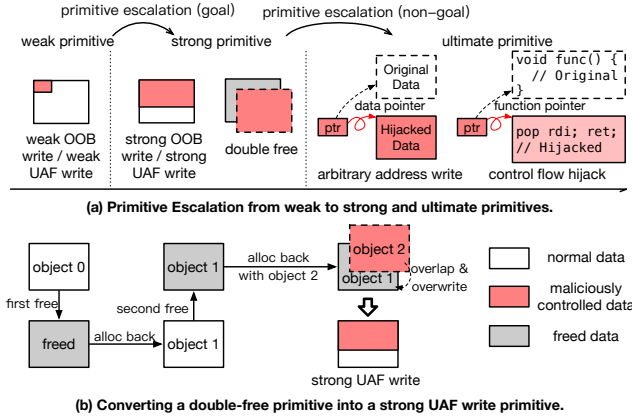 primitive escalation (goal)
primitive escalation (non-goal)
weak primitive
strong primitive
ultimate primitive
weak OOB
write / weak
UAF write
strong OOB
write / strong
UAF write
double free
Original
Data
data pointer
ptr
Hijacked
Data
arbitrary address write
void func() {
// Original
}
function pointer
ptr
pop rdi; ret;
// Hijacked
control flow hijack
(a) Primitive Escalation from weak to strong and ultimate primitives.
object 0
first free
freed
alloc back
object 1
second free
object 1
alloc back
with object 2
object 2
object 1
overlap &
overwrite
strong UAF write
normal data
maliciously
controlled data
freed data
(b) Converting a double-free primitive into a strong UAF write primitive.